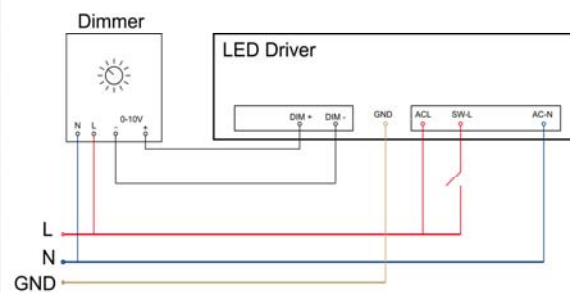 Dimmer
LED Driver
0-10V
N L - +
DIM + DIM - GND ACL SW-L AC-N
L
N
GND